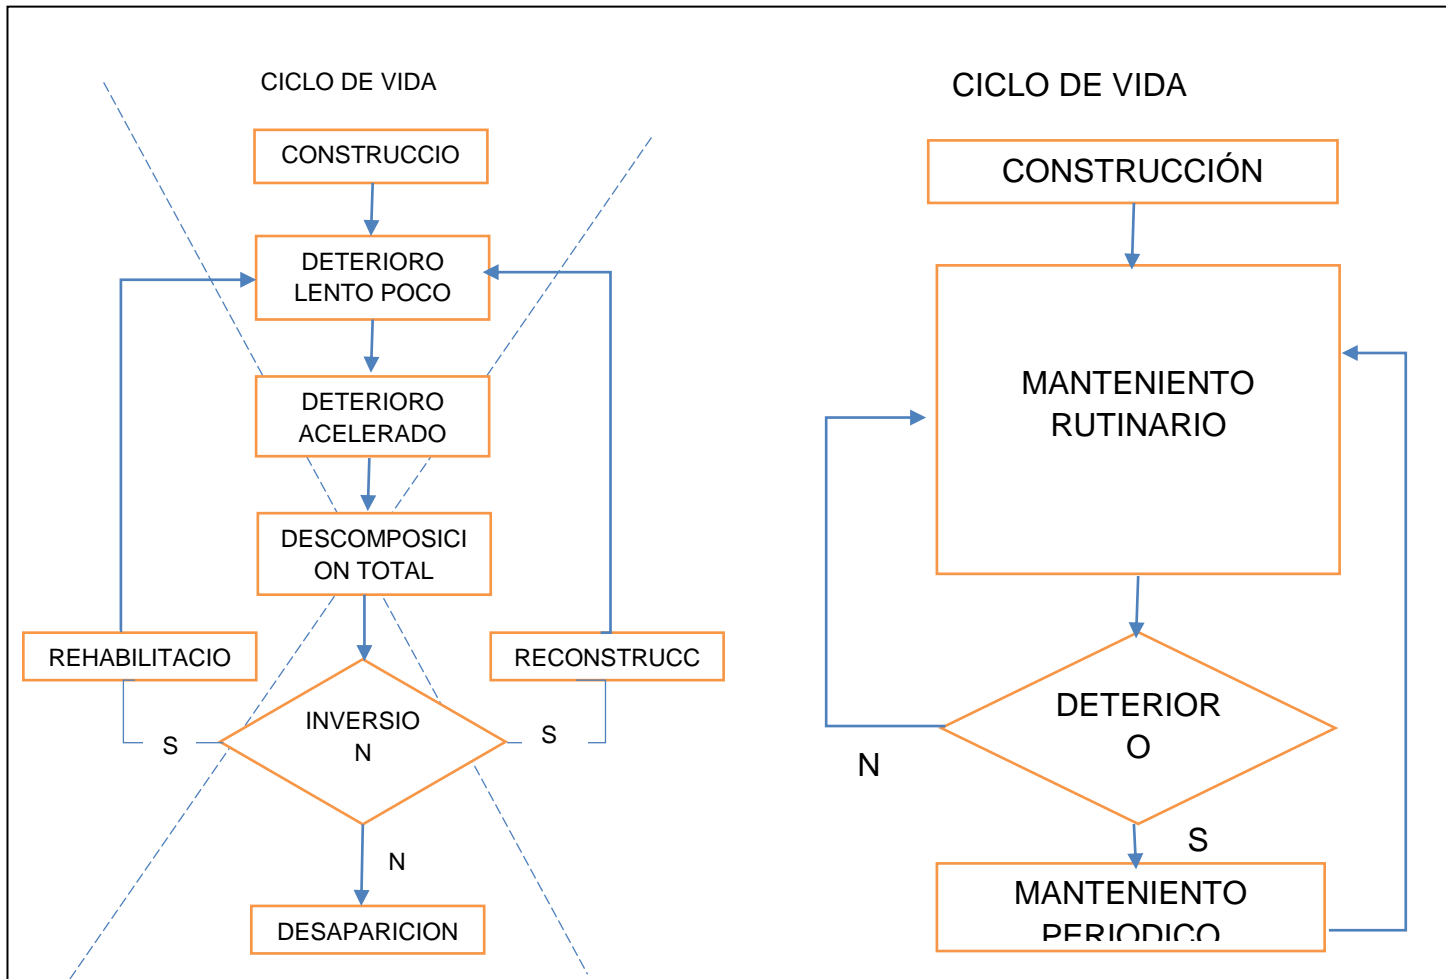 CICLO DE VIDA
CONSTRUCCIO
DETERIORO
LENTO POCO
DETERIORO
ACELERADO
DESCOMPOSICI
ON TOTAL
REHABILITACIO
RECONSTRUCC
INVERSIO
N
S
S
N
DESAPARICION
CICLO DE VIDA
CONSTRUCCIÓN
MANTENIENTO
RUTINARIO
DETERIOR
O
N
S
MANTENIENTO
PERIODICO